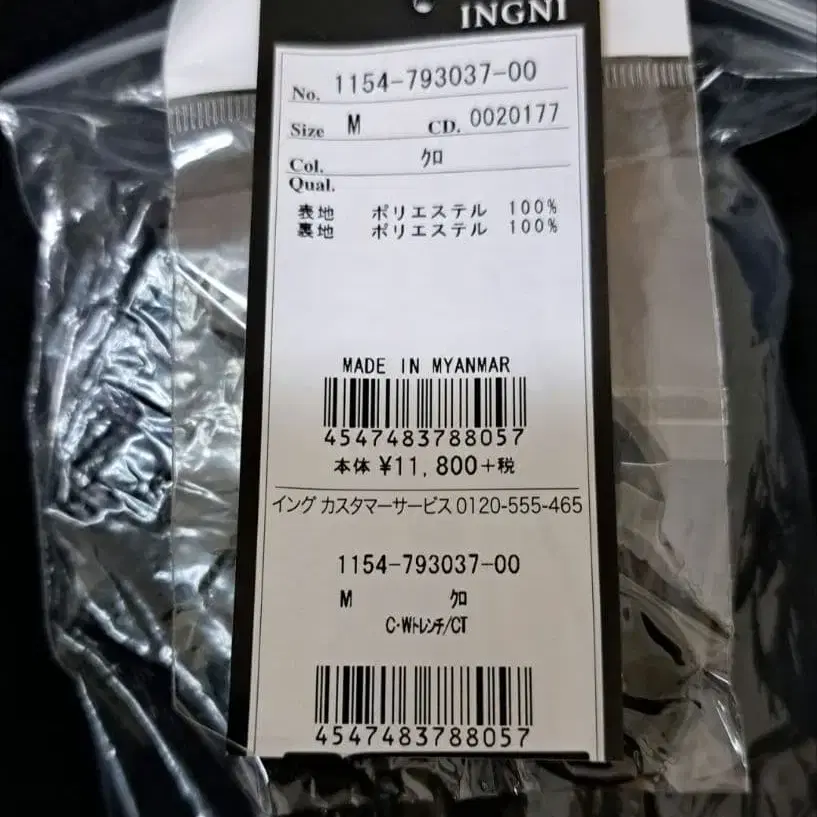 INGNI
No. 1154-793037-00
Size M CD. 0020177
Col. クロ
Qual.
表地 ポリエステル 100%
裏地 ポリエステル 100%
MADE IN MYANMAR
4547483788057
本体 ¥11,800+税
イング カスタマーサービス 0120-555-465
1154-793037-00
M クロ
C・Wトレンチ/CT
4547483788057